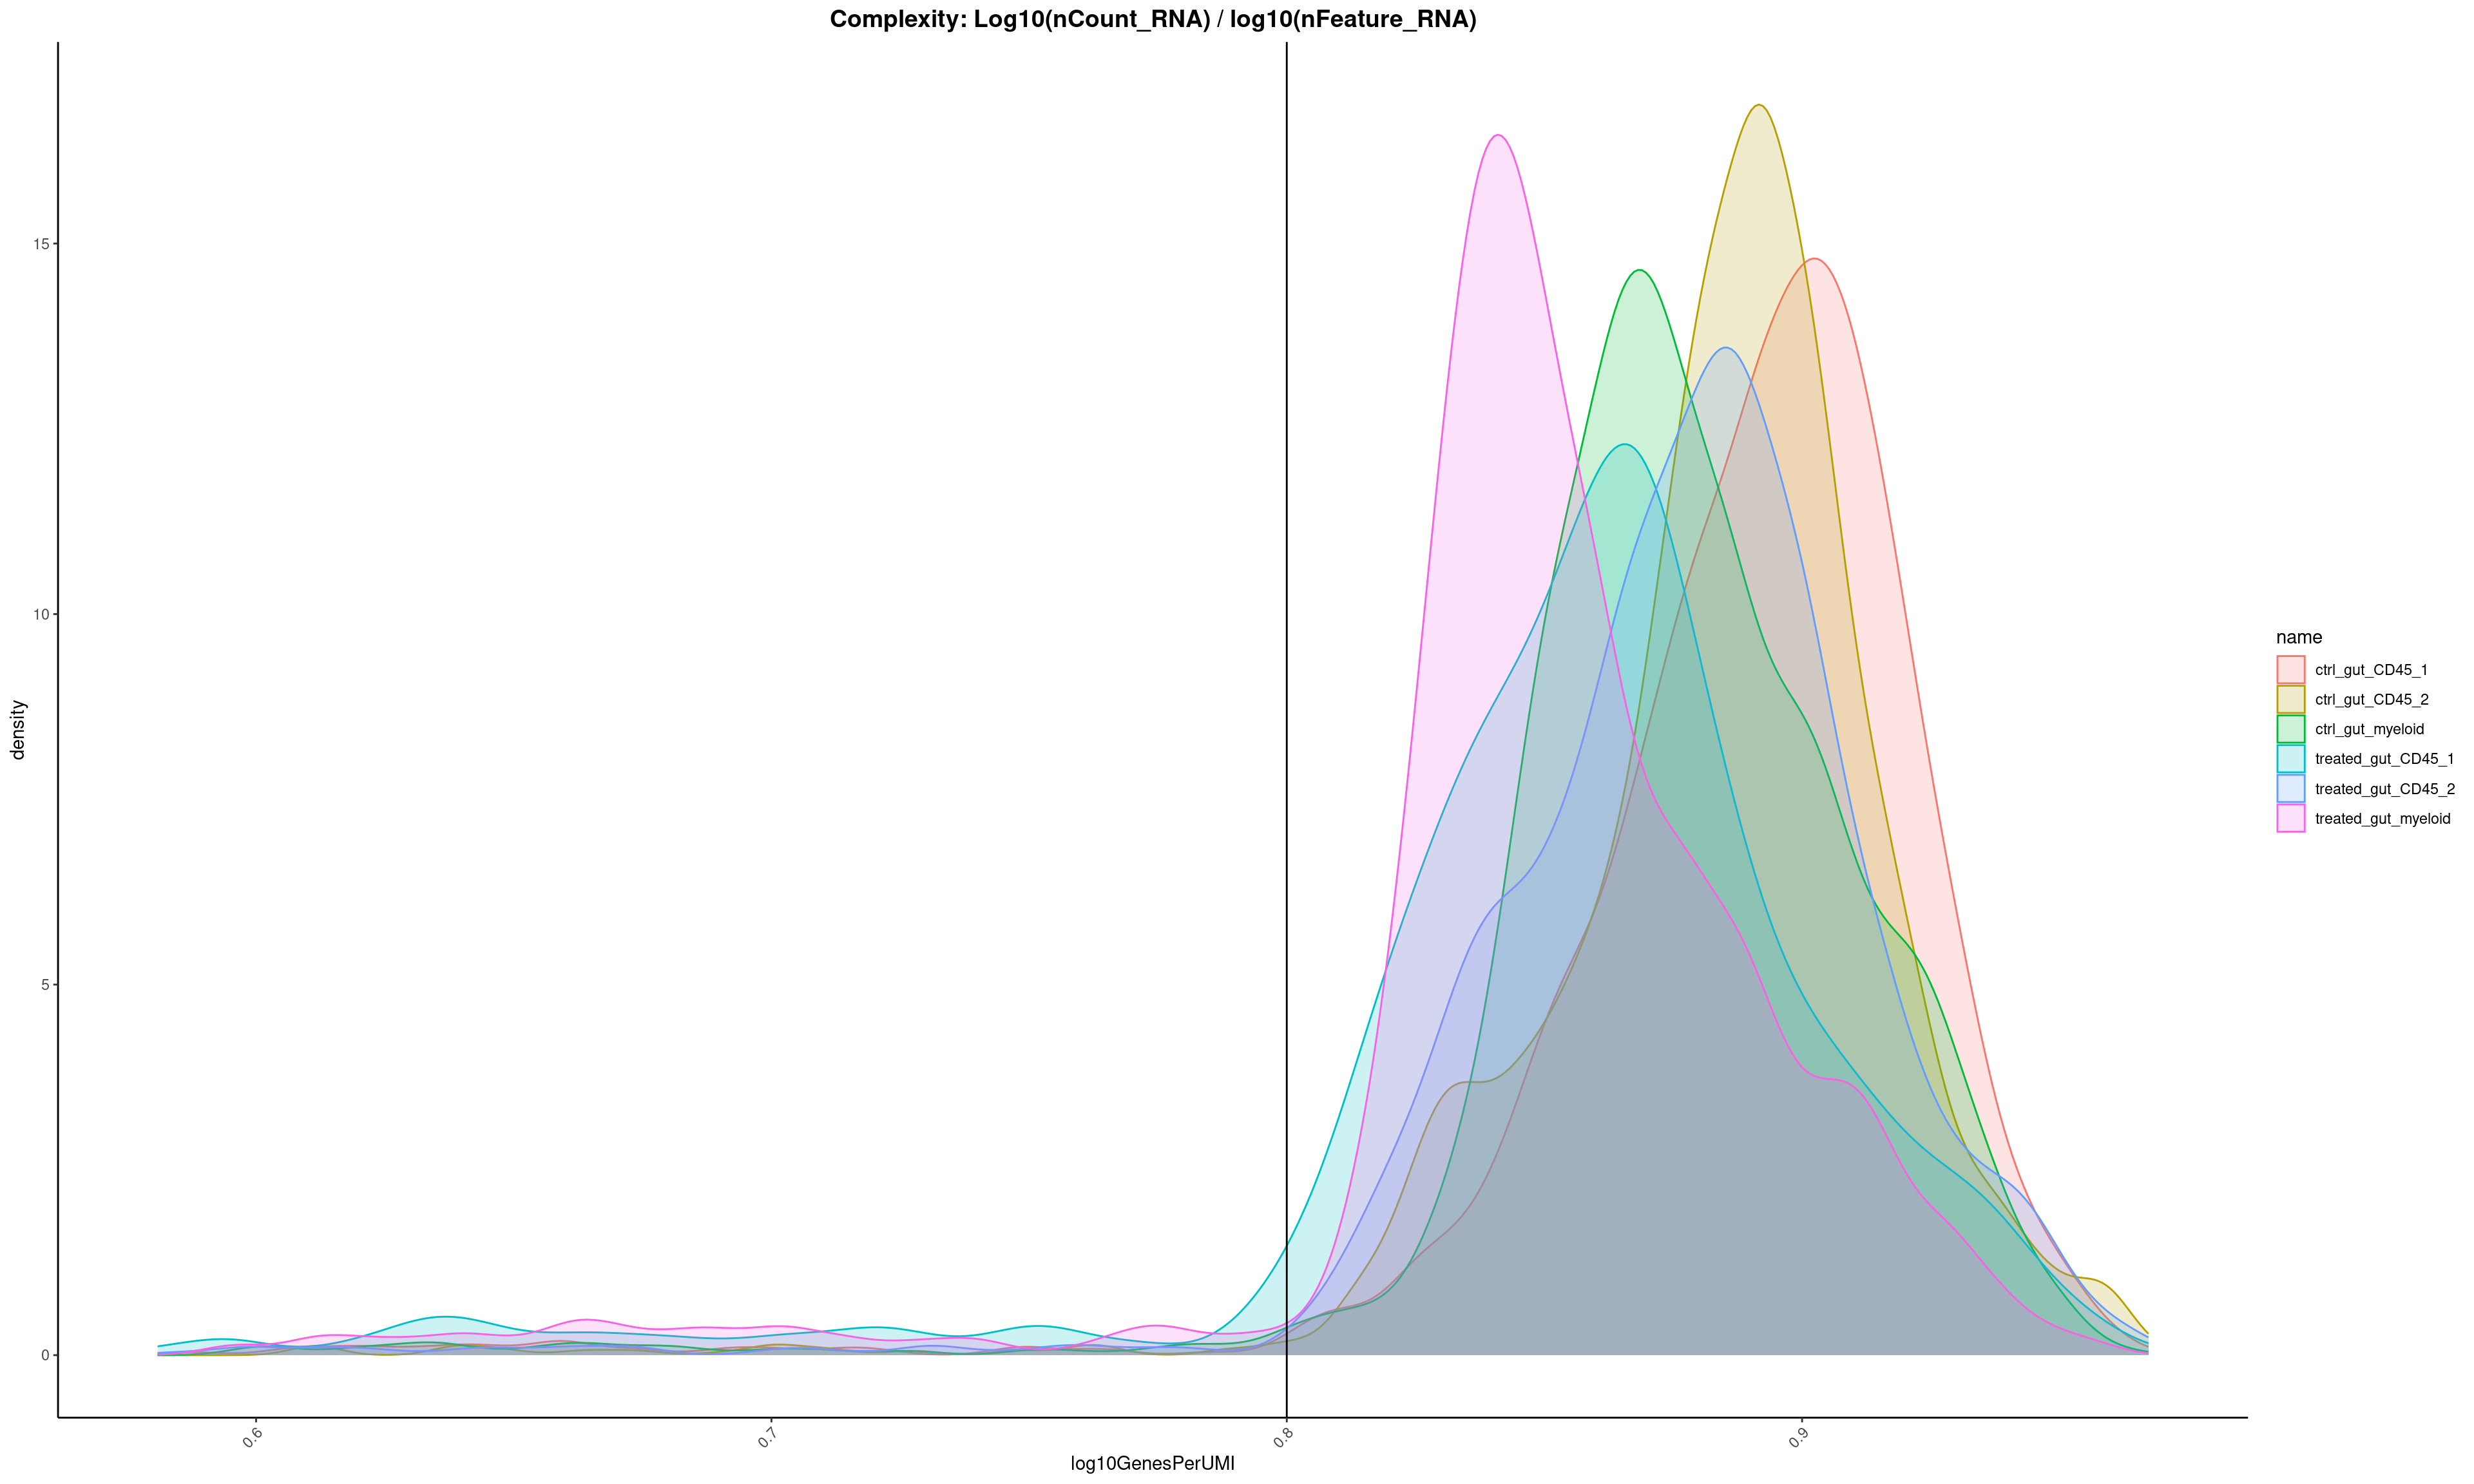 Complexity: Log10(nCount_RNA) / log10(nFeature_RNA)
15
10
5
0
density
0.6
0.7
0.8
0.9
log10GenesPerUMI
name
ctrl_gut_CD45_1
ctrl_gut_CD45_2
ctrl_gut_myeloid
treated_gut_CD45_1
treated_gut_CD45_2
treated_gut_myeloid